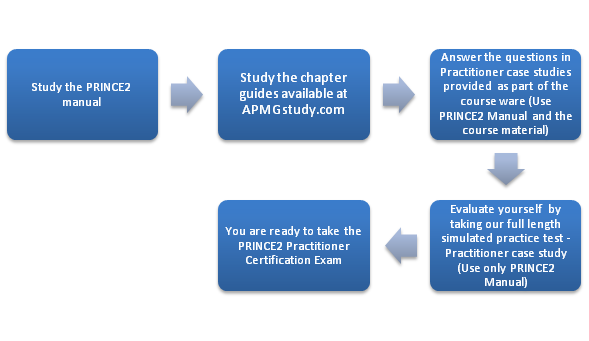 Study the PRINCE2
manual
Study the chapter
guides available at
APMGstudy.com
Answer the questions in
Practitioner case studies
provided as part of the
course ware (Use
PRINCE2 Manual and the
course material)
Evaluate yourself by
taking our full length
simulated practice test -
Practitioner case study
(Use only PRINCE2
Manual)
You are ready to take the
PRINCE2 Practitioner
Certification Exam